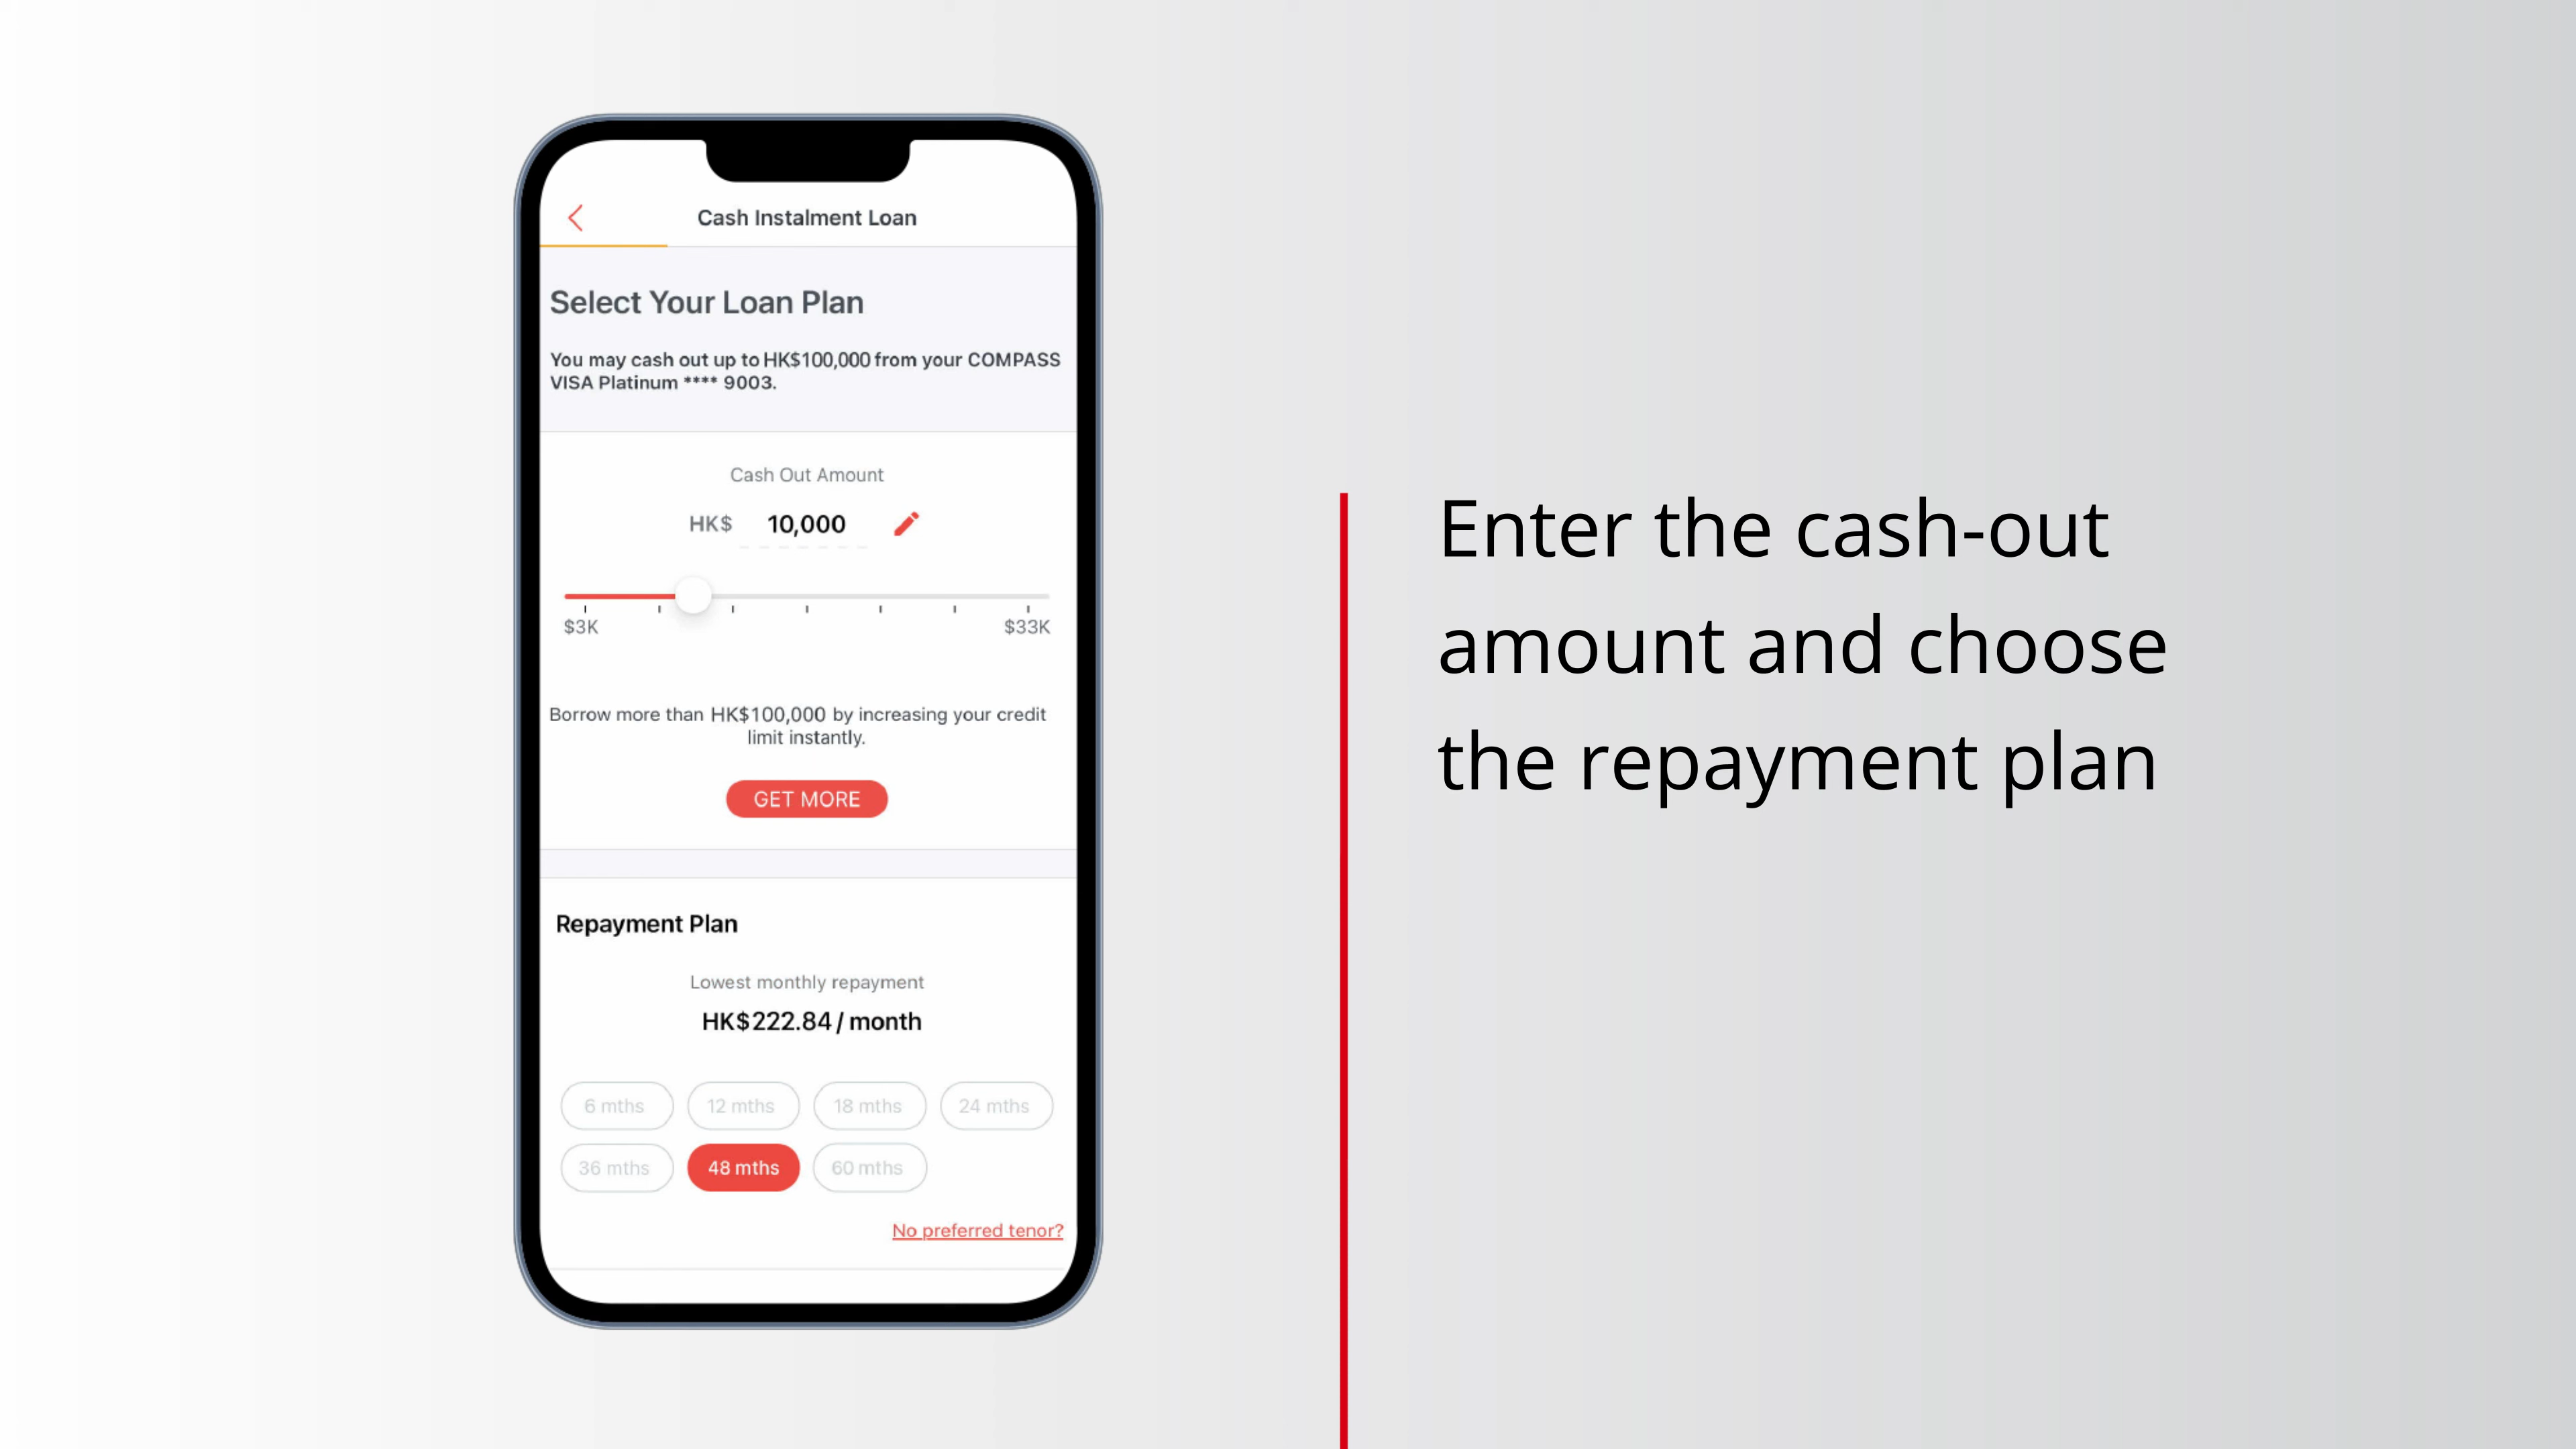 Cash Instalment Loan
Select Your Loan Plan
You may cash out up to HK$100,000 from your COMPASS
VISA Platinum **** 9003.
Cash Out Amount
HK$ 10,000
$3K $33K
Borrow more than HK$100,000 by increasing your credit
limit instantly.
GET MORE
Repayment Plan
Lowest monthly repayment
HK$222.84 / month
6 mths 12 mths 18 mths 24 mths
36 mths 48 mths 60 mths
No preferred tenor?
Enter the cash-out
amount and choose
the repayment plan